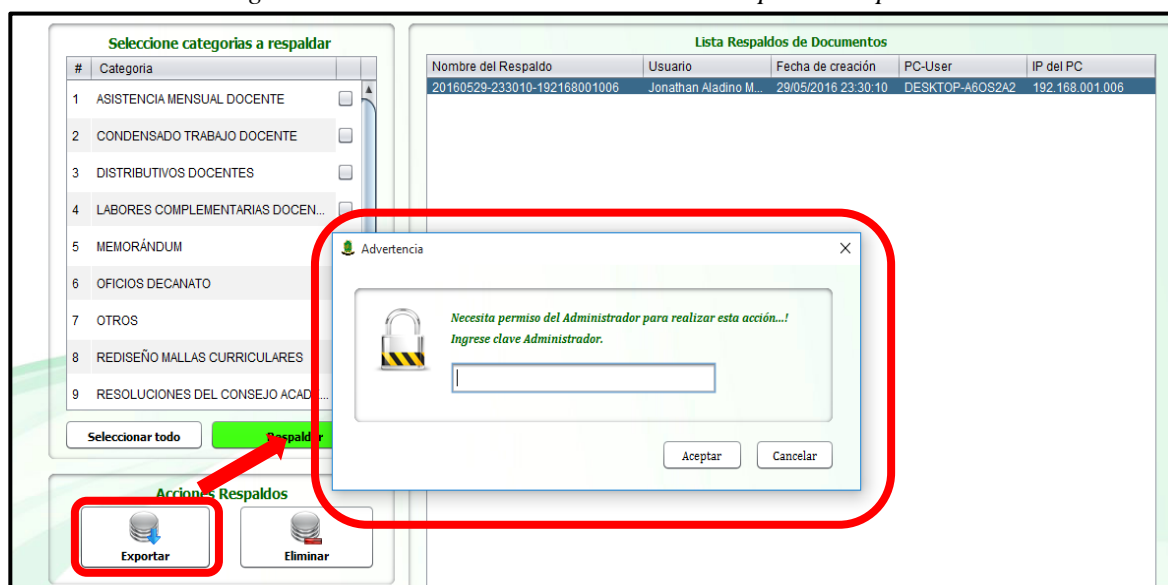 Seleccione categorias a respaldar
# Categoria
1 ASISTENCIA MENSUAL DOCENTE
2 CONDENSADO TRABAJO DOCENTE
3 DISTRIBUTIVOS DOCENTES
4 LABORES COMPLEMENTARIAS DOCEN...
5 MEMORÁNDUM
6 OFICIOS DECANATO
7 OTROS
8 REDISEÑO MALLAS CURRICULARES
9 RESOLUCIONES DEL CONSEJO ACADE...
Seleccionar todo
Respaldar
Acciones Respaldos
Exportar
Eliminar
Lista Respaldos de Documentos
Nombre del Respaldo Usuario Fecha de creación PC-User IP del PC
20160529-233010-192168001006 Jonathan Aladino M... 29/05/2016 23:30:10 DESKTOP-A6OS2A2 192.168.001.006
Advertencia
Necesita permiso del Administrador para realizar esta acción...!
Ingrese clave Administrador.
Aceptar
Cancelar